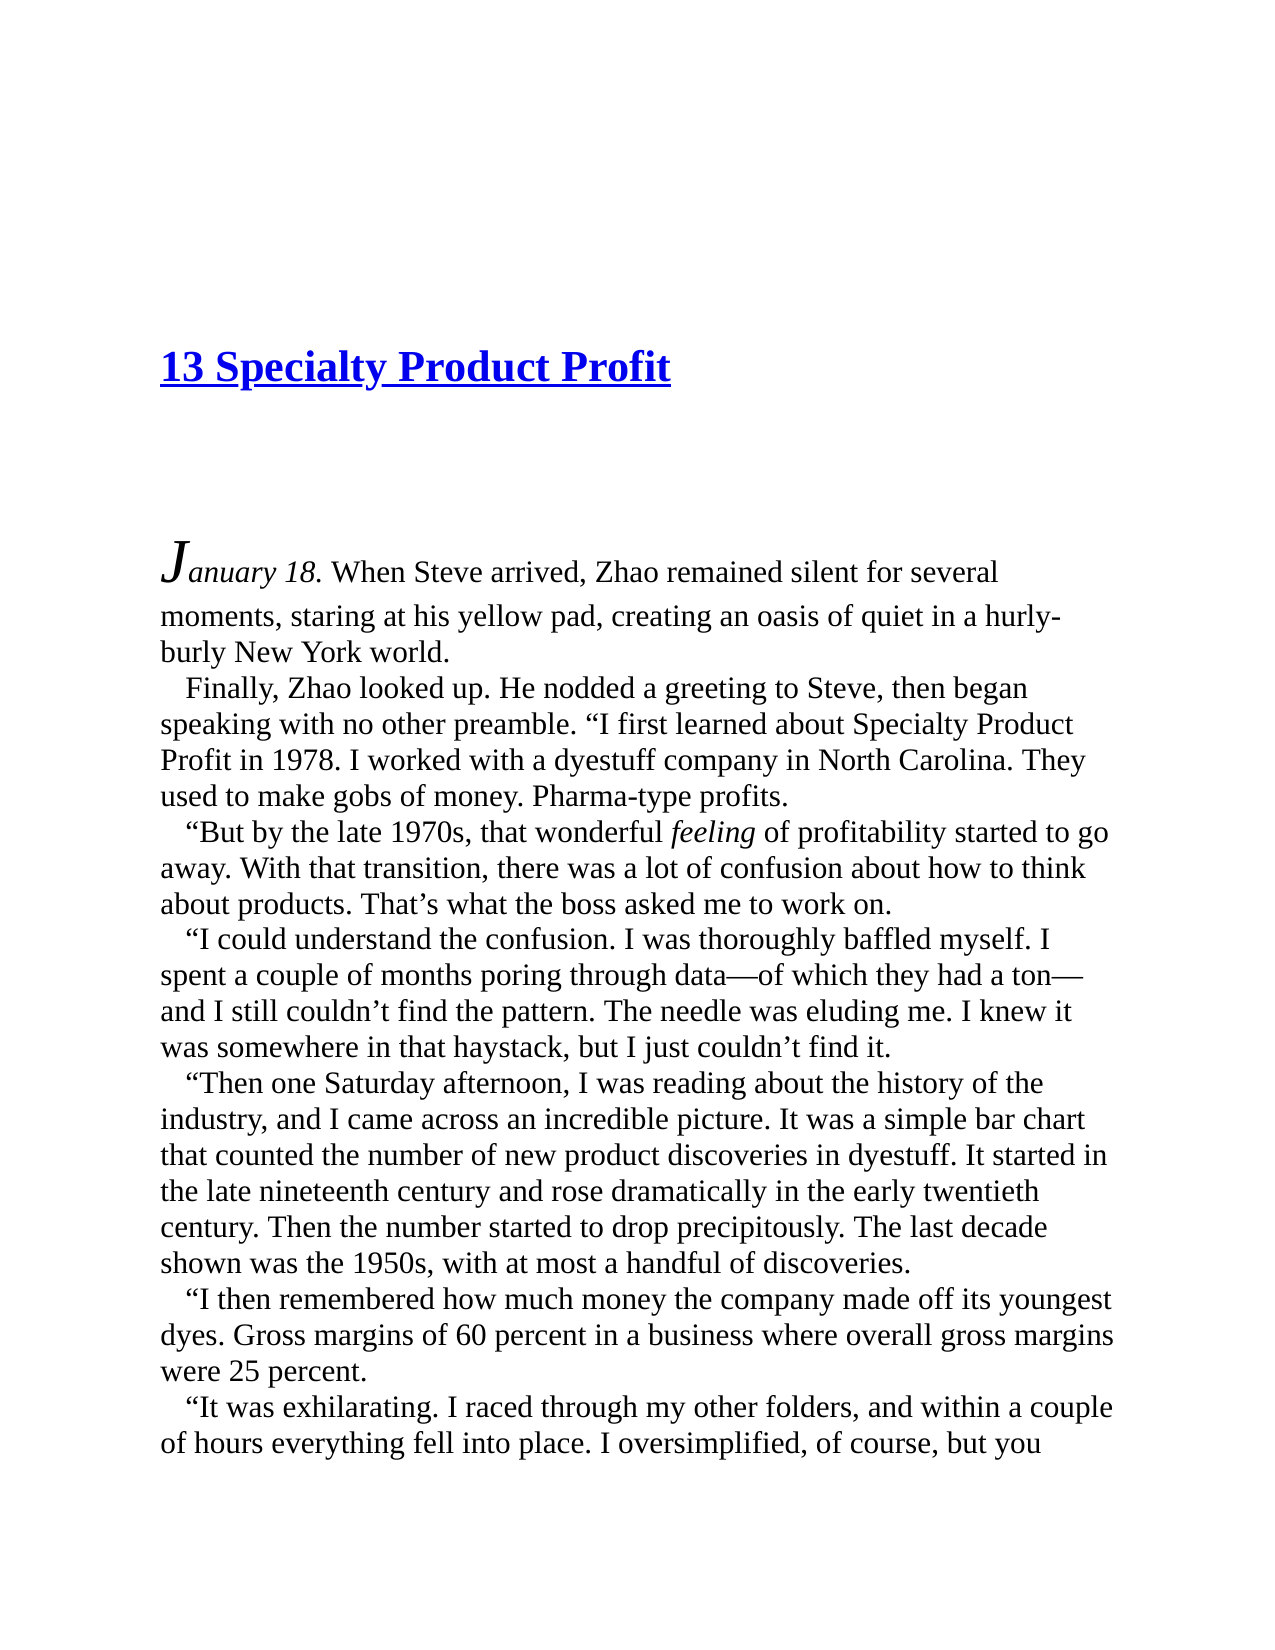 13 Specialty Product Profit
January 18. When Steve arrived, Zhao remained silent for several
moments, staring at his yellow pad, creating an oasis of quiet in a hurly-
burly New York world.
Finally, Zhao looked up. He nodded a greeting to Steve, then began
speaking with no other preamble. “I first learned about Specialty Product
Profit in 1978. I worked with a dyestuff company in North Carolina. They
used to make gobs of money. Pharma-type profits.
“But by the late 1970s, that wonderful feeling of profitability started to go
away. With that transition, there was a lot of confusion about how to think
about products. That’s what the boss asked me to work on.
“I could understand the confusion. I was thoroughly baffled myself. I
spent a couple of months poring through data—of which they had a ton—
and I still couldn’t find the pattern. The needle was eluding me. I knew it
was somewhere in that haystack, but I just couldn’t find it.
“Then one Saturday afternoon, I was reading about the history of the
industry, and I came across an incredible picture. It was a simple bar chart
that counted the number of new product discoveries in dyestuff. It started in
the late nineteenth century and rose dramatically in the early twentieth
century. Then the number started to drop precipitously. The last decade
shown was the 1950s, with at most a handful of discoveries.
“I then remembered how much money the company made off its youngest
dyes. Gross margins of 60 percent in a business where overall gross margins
were 25 percent.
“It was exhilarating. I raced through my other folders, and within a couple
of hours everything fell into place. I oversimplified, of course, but you